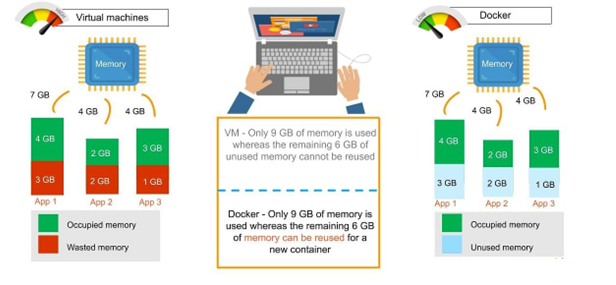 HIGH
Virtual machines
Memory
7 GB
4 GB
4 GB
4 GB
2 GB
3 GB
3 GB
2 GB
1 GB
App 1
App 2
App 3
Occupied memory
Wasted memory
VM - Only 9 GB of memory is used
whereas the remaining 6 GB of
unused memory cannot be reused
Docker - Only 9 GB of memory is
used whereas the remaining 6 GB
of memory can be reused for a
new container
LOW
Docker
Memory
7 GB
4 GB
4 GB
4 GB
2 GB
3 GB
3 GB
2 GB
1 GB
App 1
App 2
App 3
Occupied memory
Unused memory